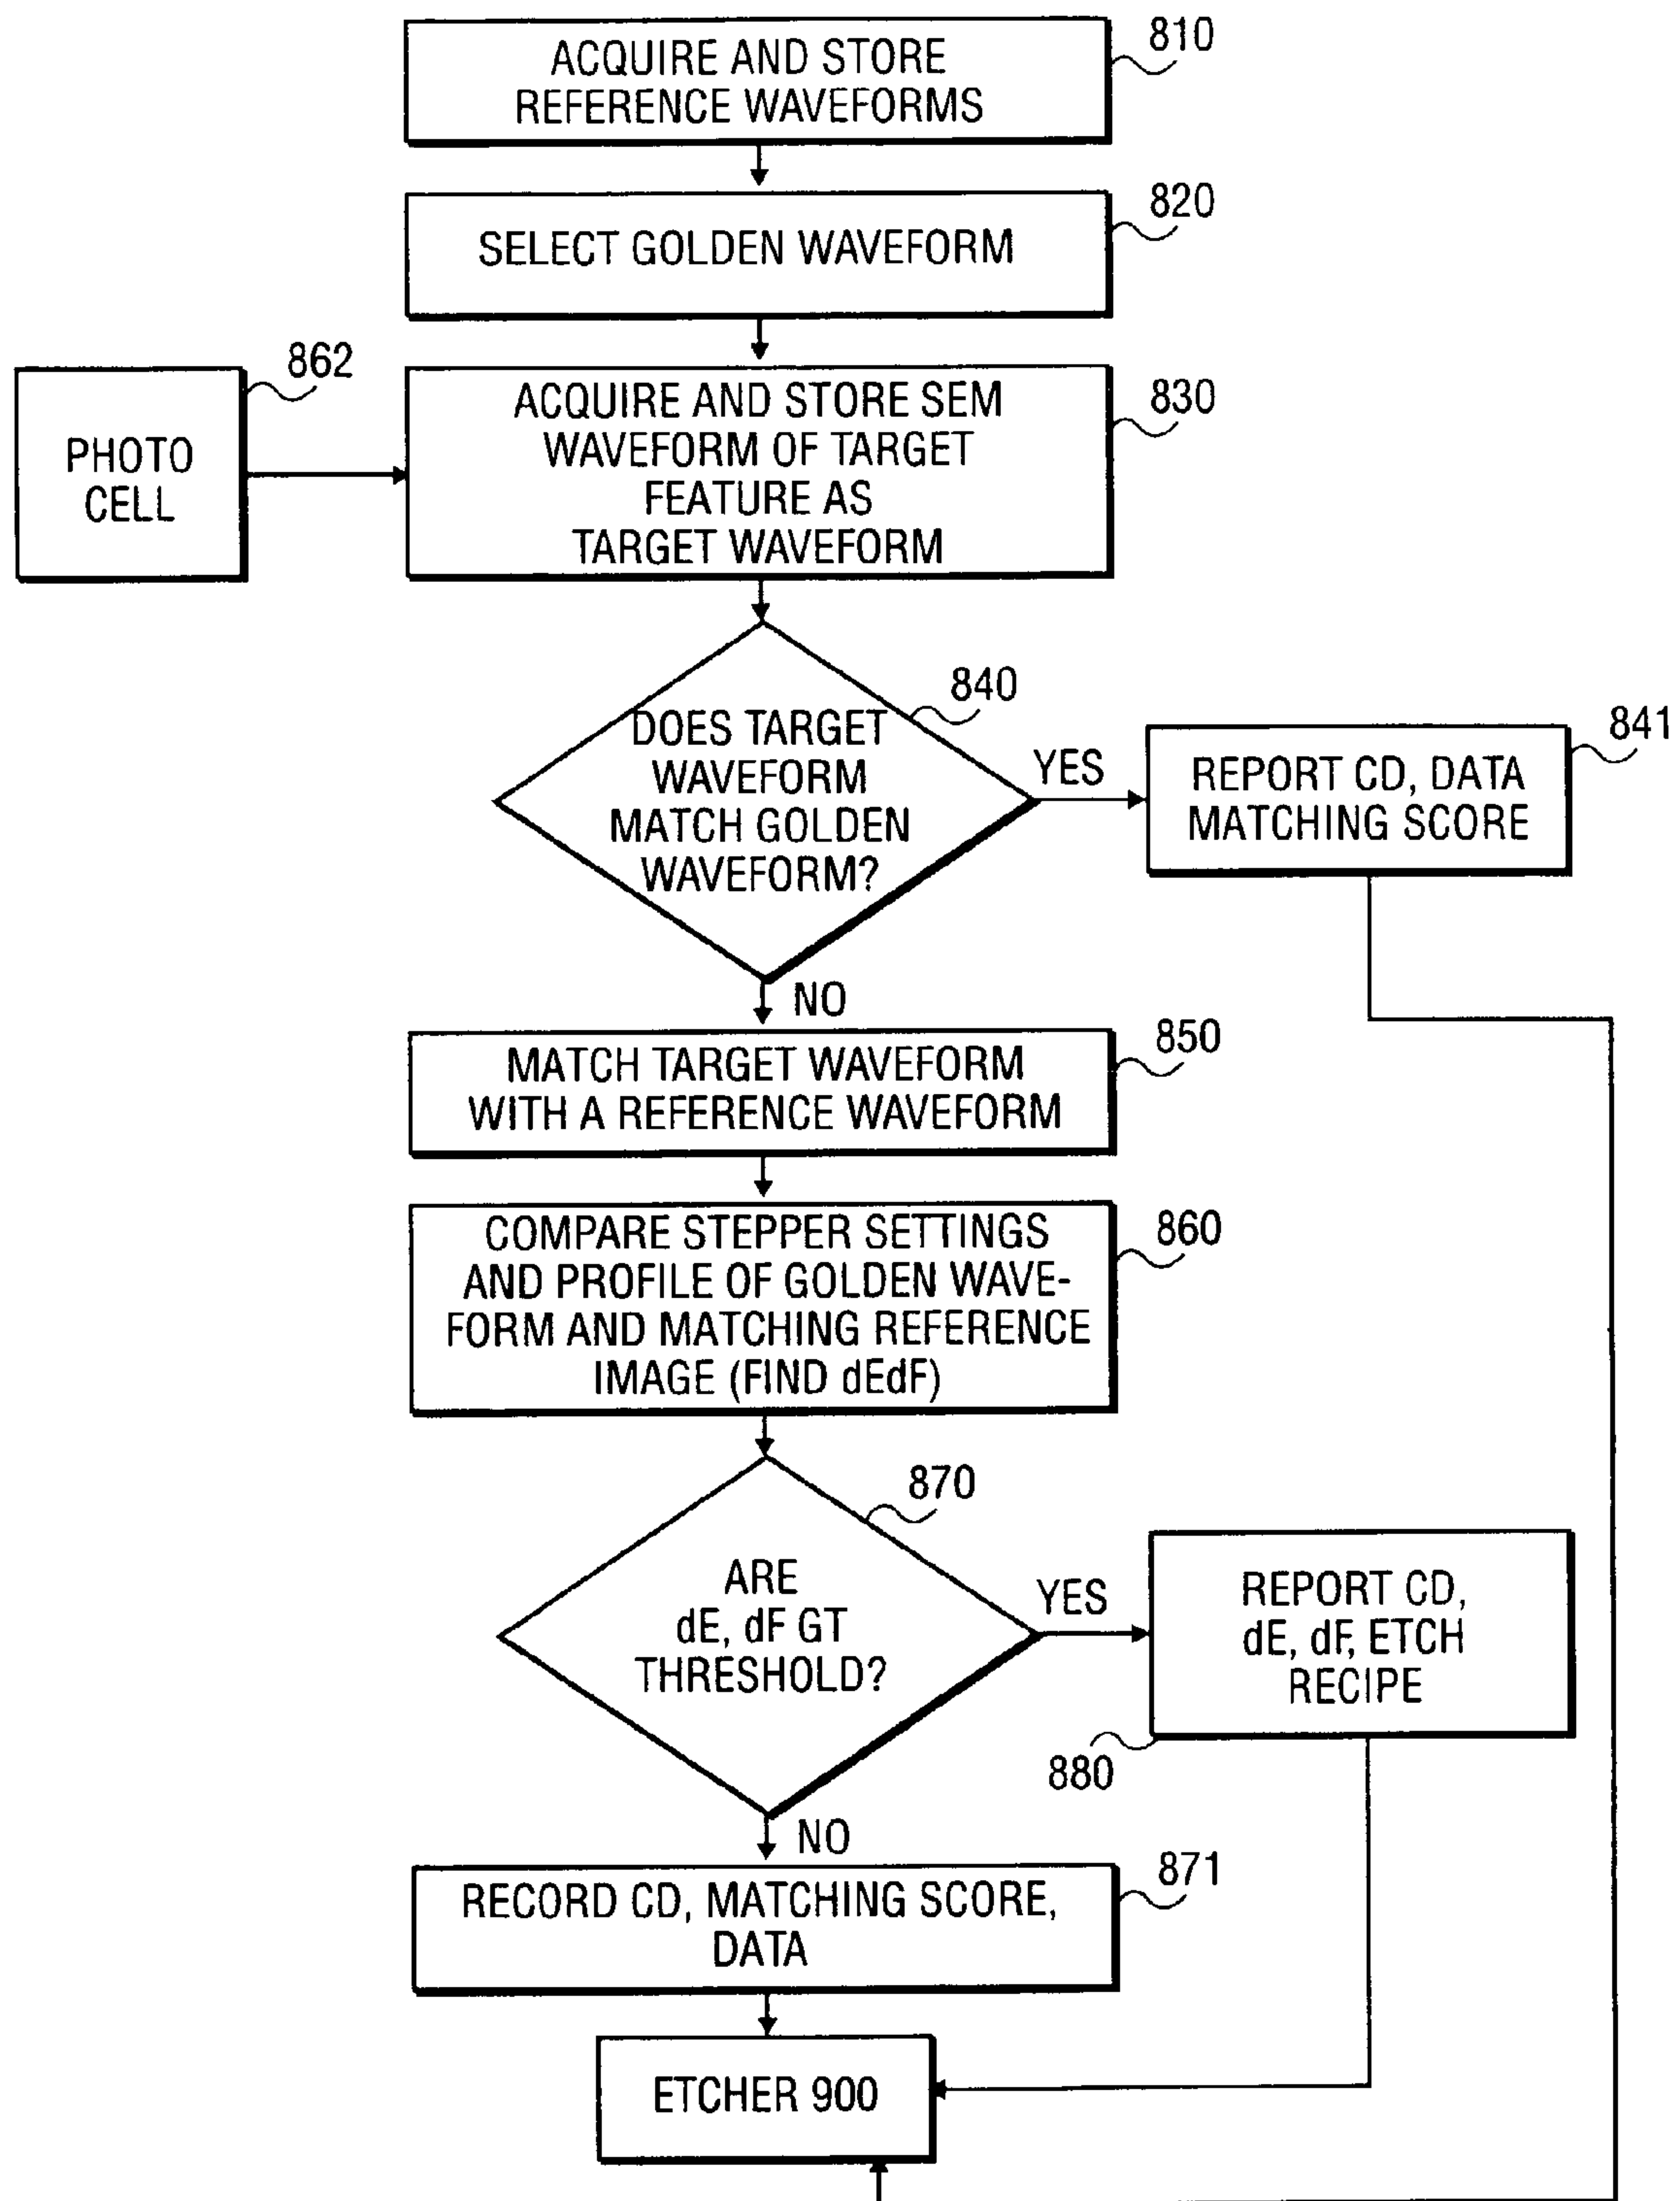 ACQUIRE AND STORE
REFERENCE WAVEFORMS
810
SELECT GOLDEN WAVEFORM
820
PHOTO
CELL
862
ACQUIRE AND STORE SEM
WAVEFORM OF TARGET
FEATURE AS
TARGET WAVEFORM
830
DOES TARGET
WAVEFORM
MATCH GOLDEN
WAVEFORM?
840
YES
REPORT CD, DATA
MATCHING SCORE
841
NO
MATCH TARGET WAVEFORM
WITH A REFERENCE WAVEFORM
850
COMPARE STEPPER SETTINGS
AND PROFILE OF GOLDEN WAVE-
FORM AND MATCHING REFERENCE
IMAGE (FIND dEdF)
860
ARE
dE, dF GT
THRESHOLD?
870
YES
REPORT CD,
dE, dF, ETCH
RECIPE
880
NO
RECORD CD, MATCHING SCORE,
DATA
871
ETCHER 900